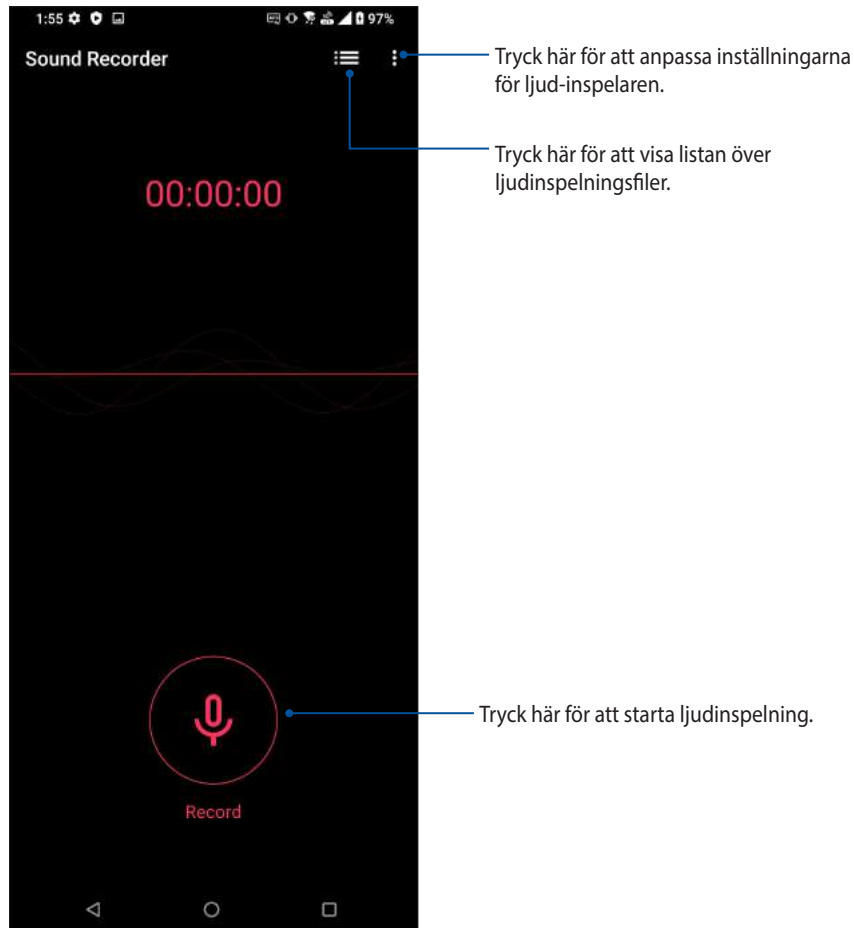 1:55
97%
Sound Recorder
Tryck här för att anpassa inställningarna
för ljud-inspelaren.
Tryck här för att visa listan över
ljudinspelningsfiler.
00:00:00
Tryck här för att starta ljudinspelning.
Record